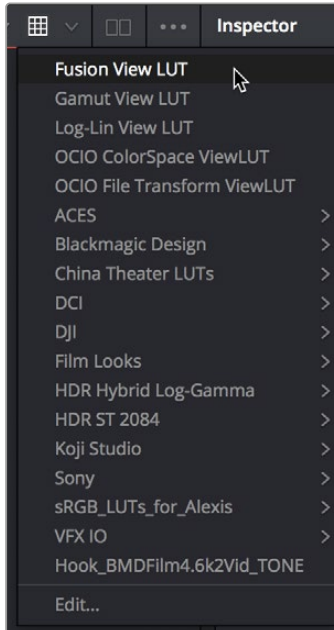 Inspector
Fusion View LUT
Gamut View LUT
Log-Lin View LUT
OCIO ColorSpace ViewLUT
OCIO File Transform ViewLUT
ACES
Blackmagic Design
China Theater LUTs
DCI
DJI
Film Looks
HDR Hybrid Log-Gamma
HDR ST 2084
Koji Studio
Sony
sRGB_LUTs_for_Alexis
VFX IO
Hook_BMDFilm4.6k2Vid_TONE
Edit...